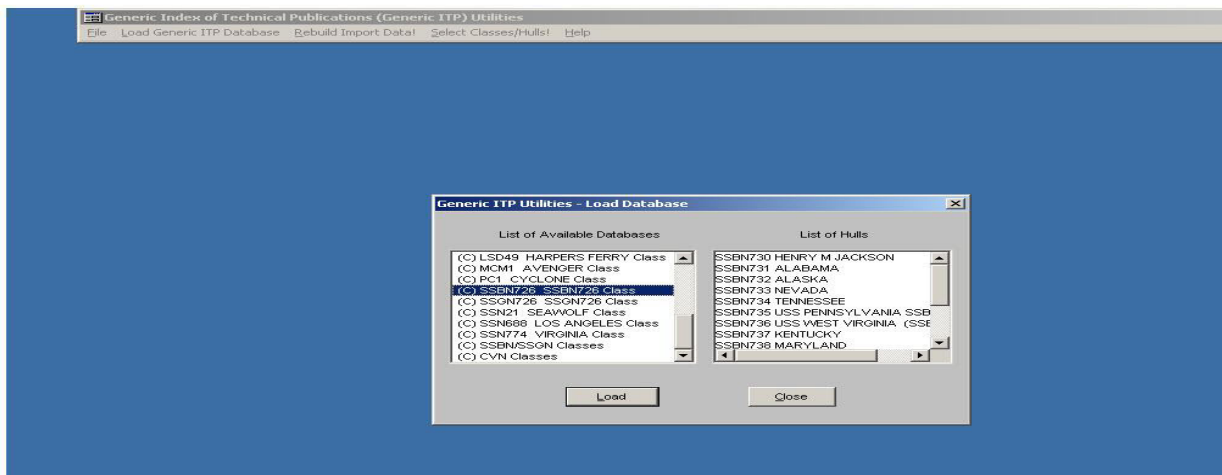 Generic Index of Technical Publications (Generic ITP) Utilities
File Load Generic ITP Database Rebuild Import Data! Select Classes/Hulls! Help
Generic ITP Utilities - Load Database
List of Available Databases
(C) LSD49 HARPERS FERRY Class
(C) MCM1 AVENGER Class
(C) PC1 CYCLONE Class
(C) SSBN726 SSBN726 Class
(C) SSGN726 SSGN726 Class
(C) SSN21 SEAWOLF Class
(C) SSN688 LOS ANGELES Class
(C) SSN774 VIRGINIA Class
(C) SSBN/SSGN Classes
(C) CVN Classes
List of Hulls
SSBN730 HENRY M JACKSON
SSBN731 ALABAMA
SSBN732 ALASKA
SSBN733 NEVADA
SSBN734 TENNESSEE
SSBN735 USS PENNSYLVANIA SSB
SSBN736 USS WEST VIRGINIA (SSE
SSBN737 KENTUCKY
SSBN738 MARYLAND
Load
Close